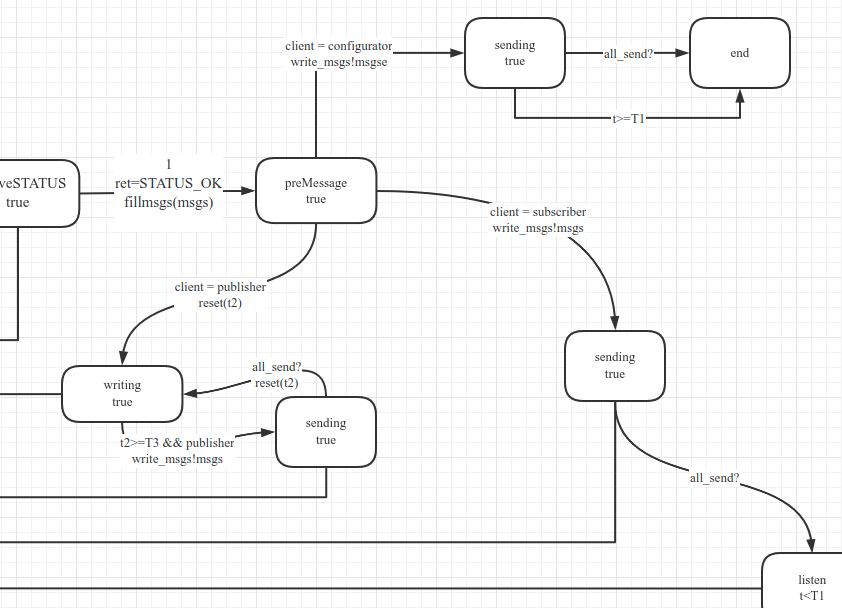 client = configurator
write_msgs!msgse
sending
true
all_send?
end
t>=T1
veSTATUS
true
1
ret=STATUS_OK
fillmsgs(msgs)
preMessage
true
client = subscriber
write_msgs!msgs
client = publisher
reset(t2)
sending
true
writing
true
all_send?
reset(t2)
sending
true
t2>=T3 && publisher
write_msgs!msgs
all_send?
listen
t<T1